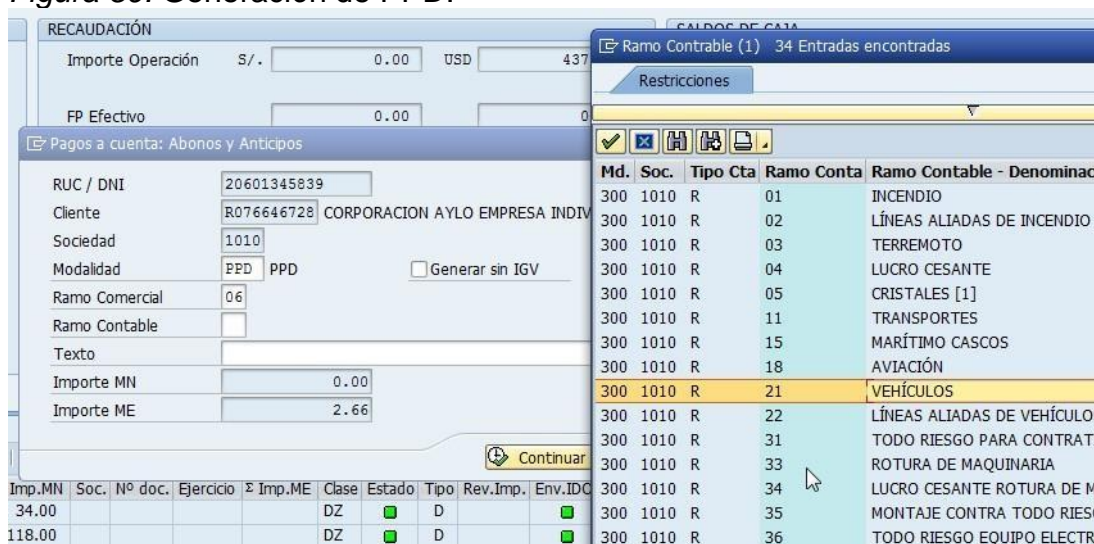 Figura 35. Generación de PPD.
RECAUDACIÓN
Importe Operación S/. 0.00 USD 437
FP Efectivo 0.00 0
SALDOS DE CAJA
Pagos a cuenta: Abonos y Anticipos
RUC / DNI 20601345839
Cliente R076646728 CORPORACION AYLO EMPRESA INDIV
Sociedad 1010
Modalidad PPD PPD Generar sin IGV
Ramo Comercial 06
Ramo Contable
Texto
Importe MN 0.00
Importe ME 2.66
Continuar
Imp.MN Soc. Nº doc. Ejercicio Σ Imp.ME Clase Estado Tipo Rev.Imp. Env.IDO
34.00 DZ D
118.00 DZ D
Ramo Contrable (1) 34 Entradas encontradas
Restricciones
Md. Soc. Tipo Cta Ramo Conta Ramo Contable - Denominac
300 1010 R 01 INCENDIO
300 1010 R 02 LÍNEAS ALIADAS DE INCENDIO
300 1010 R 03 TERREMOTO
300 1010 R 04 LUCRO CESANTE
300 1010 R 05 CRISTALES [1]
300 1010 R 11 TRANSPORTES
300 1010 R 15 MARÍTIMO CASCOS
300 1010 R 18 AVIACIÓN
300 1010 R 21 VEHÍCULOS
300 1010 R 22 LÍNEAS ALIADAS DE VEHÍCULO
300 1010 R 31 TODO RIESGO PARA CONTRAT
300 1010 R 33 ROTURA DE MAQUINARIA
300 1010 R 34 LUCRO CESANTE ROTURA DE M
300 1010 R 35 MONTAJE CONTRA TODO RIES
300 1010 R 36 TODO RIESGO EQUIPO ELECTR